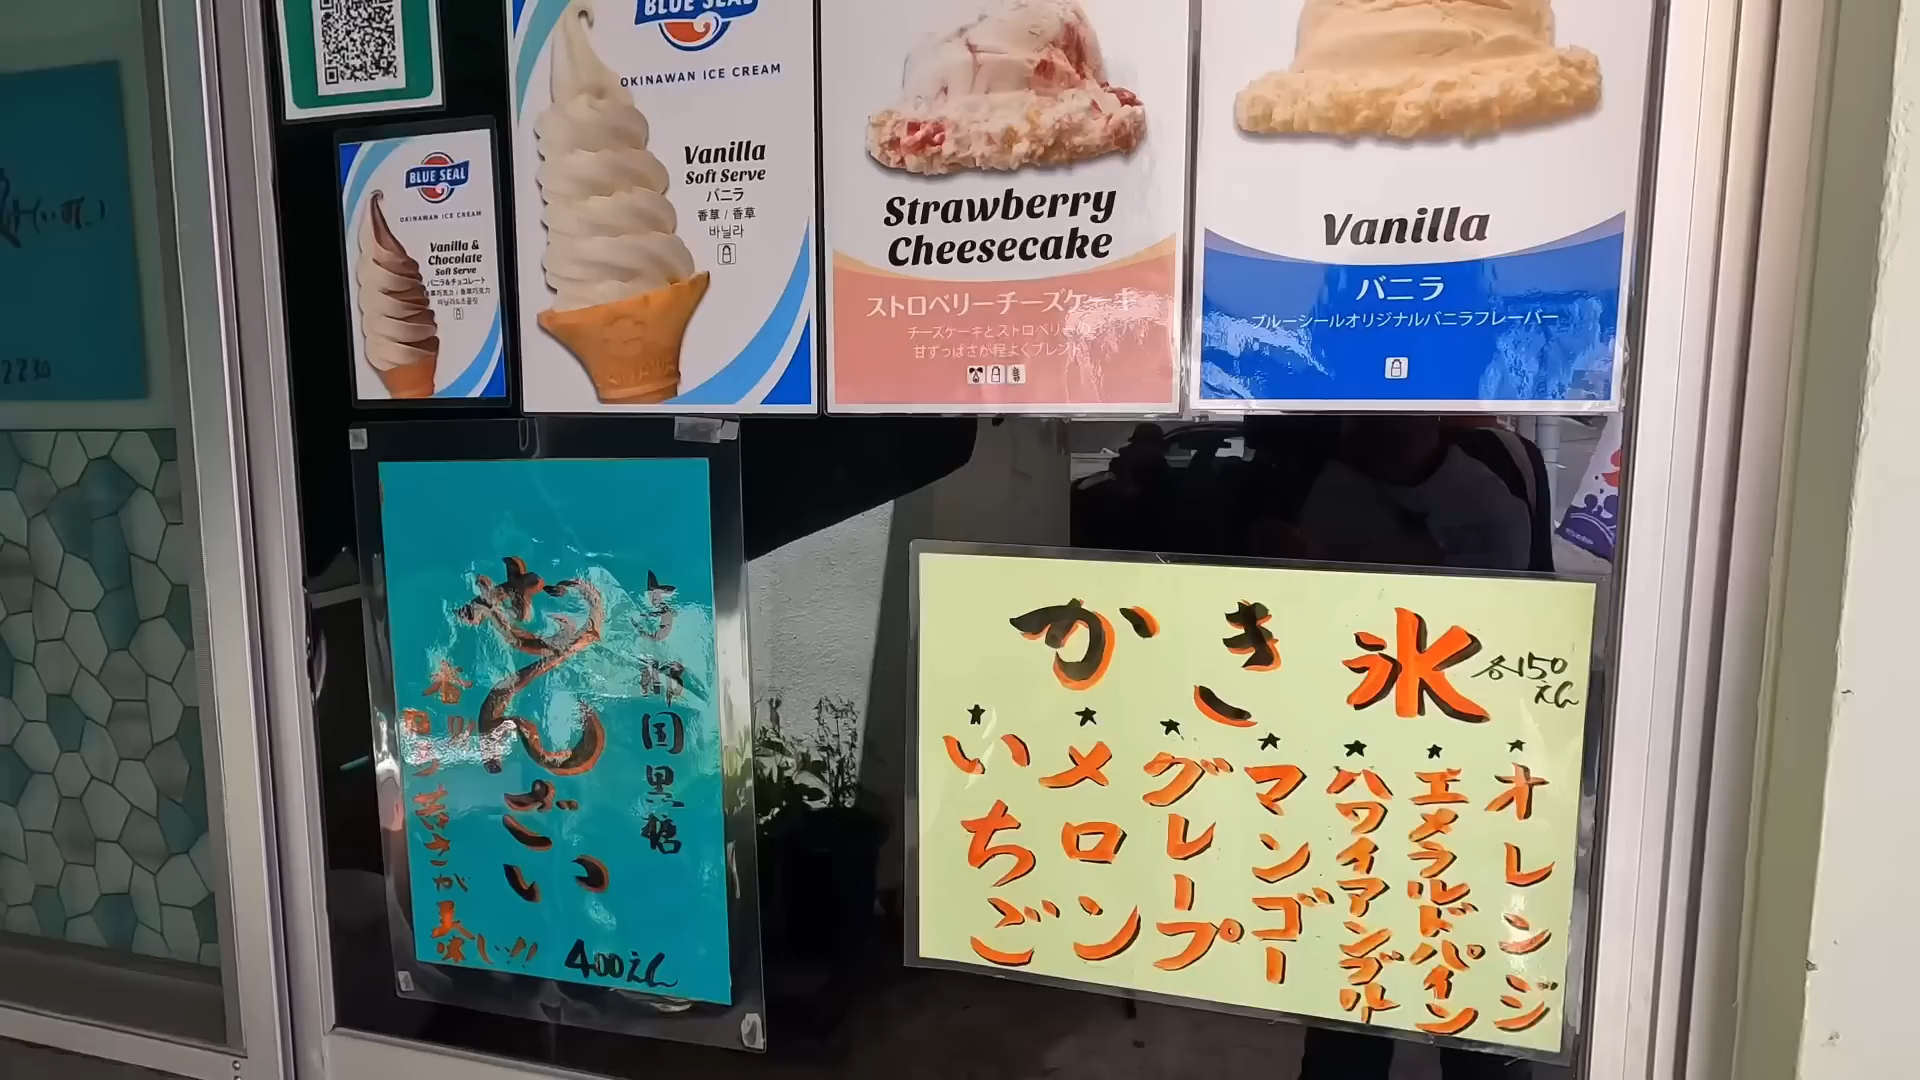 BLUE SEAL
OKINAWAN ICE CREAM
Vanilla &
Chocolate
Soft Serve
バニラ&チョコレート
BLUE SEAL
OKINAWAN ICE CREAM
Vanilla
Soft Serve
バニラ
香草 / 香草
바닐라
Strawberry
Cheesecake
ストロベリーチーズケーキ
チーズケーキとストロベリーの
甘ずっぱさが程よくブレンド
Vanilla
バニラ
ブルーシールオリジナルバニラフレーバー
与那国黒糖
ぜんざい
味しい!!
400えん
かき氷
各150
えん
★いちご
★メロン
★グレープ
★マンゴー
★ハワイアンブルー
★エメラルドパイン
★オレンジ
2230